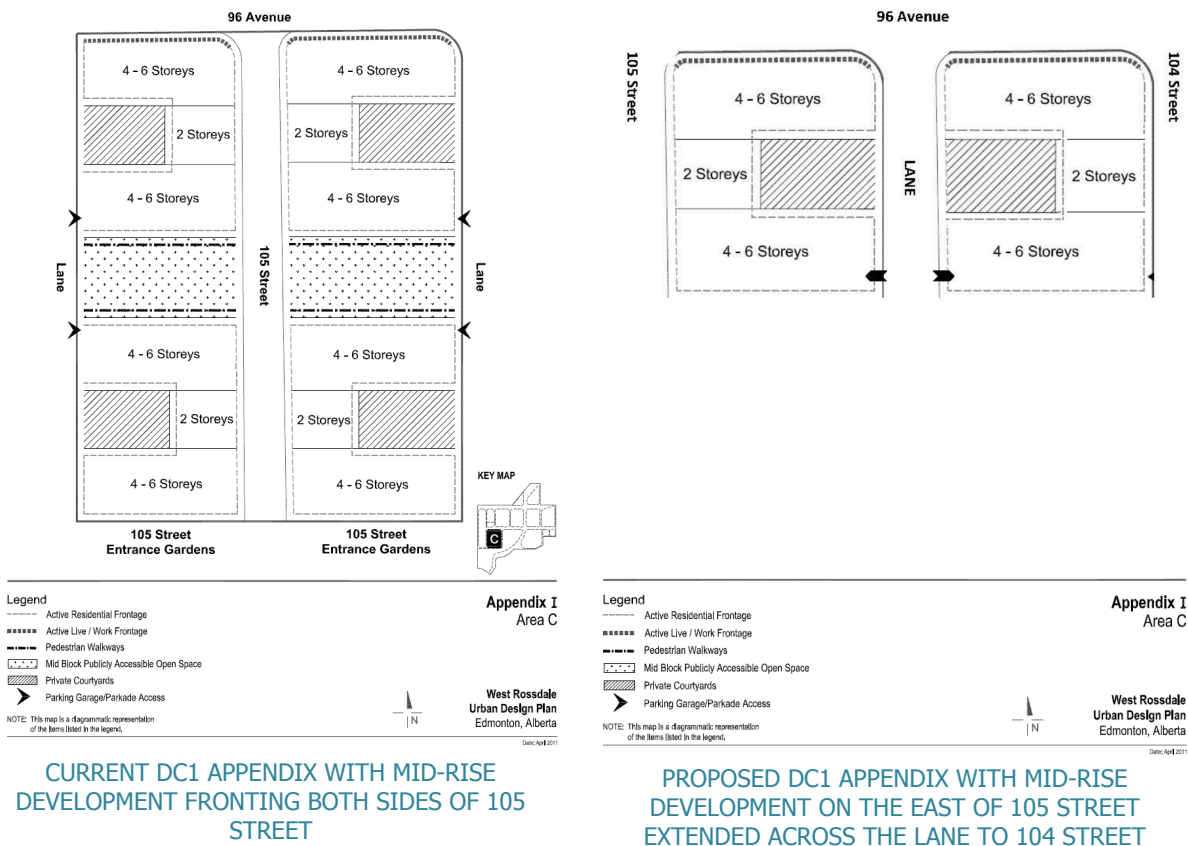 96 Avenue
4 - 6 Storeys
4 - 6 Storeys
2 Storeys
2 Storeys
4 - 6 Storeys
4 - 6 Storeys
Lane
105 Street
Lane
4 - 6 Storeys
4 - 6 Storeys
2 Storeys
2 Storeys
4 - 6 Storeys
4 - 6 Storeys
105 Street
Entrance Gardens
105 Street
Entrance Gardens
KEY MAP
C
Legend
Active Residential Frontage
Active Live / Work Frontage
Pedestrian Walkways
Mid Block Publicly Accessible Open Space
Private Courtyards
Parking Garage/Parkade Access
NOTE: This map is a diagrammatic representation
of the items listed in the legend.
N
Appendix I
Area C
West Rossdale
Urban Design Plan
Edmonton, Alberta
Date: April 2011
CURRENT DC1 APPENDIX WITH MID-RISE
DEVELOPMENT FRONTING BOTH SIDES OF 105
STREET
96 Avenue
105 Street
104 Street
4 - 6 Storeys
4 - 6 Storeys
2 Storeys
LANE
2 Storeys
4 - 6 Storeys
4 - 6 Storeys
Legend
Active Residential Frontage
Active Live / Work Frontage
Pedestrian Walkways
Mid Block Publicly Accessible Open Space
Private Courtyards
Parking Garage/Parkade Access
NOTE: This map is a diagrammatic representation
of the items listed in the legend.
N
Appendix I
Area C
West Rossdale
Urban Design Plan
Edmonton, Alberta
Date: April 2011
PROPOSED DC1 APPENDIX WITH MID-RISE
DEVELOPMENT ON THE EAST OF 105 STREET
EXTENDED ACROSS THE LANE TO 104 STREET